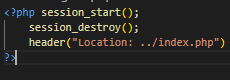 <?php session_start();
session_destroy();
header("Location: ../index.php")
?>